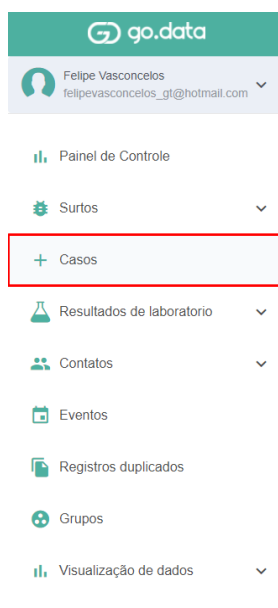 go.data
Felipe Vasconcelos
felipevasconcelos_gt@hotmail.com
Painel de Controle
Surtos
Casos
Resultados de laboratorio
Contatos
Eventos
Registros duplicados
Grupos
Visualização de dados